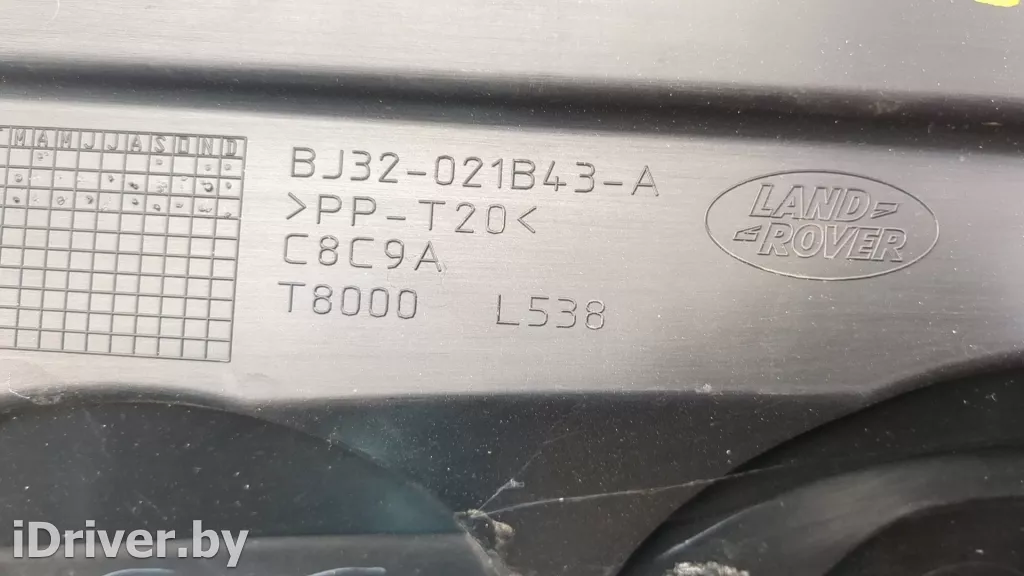 M A M J J A S O N D
BJ32-021B43-A
>PP-T20<
C8C9A
T8000 L538
LAND
ROVER
iDriver.by